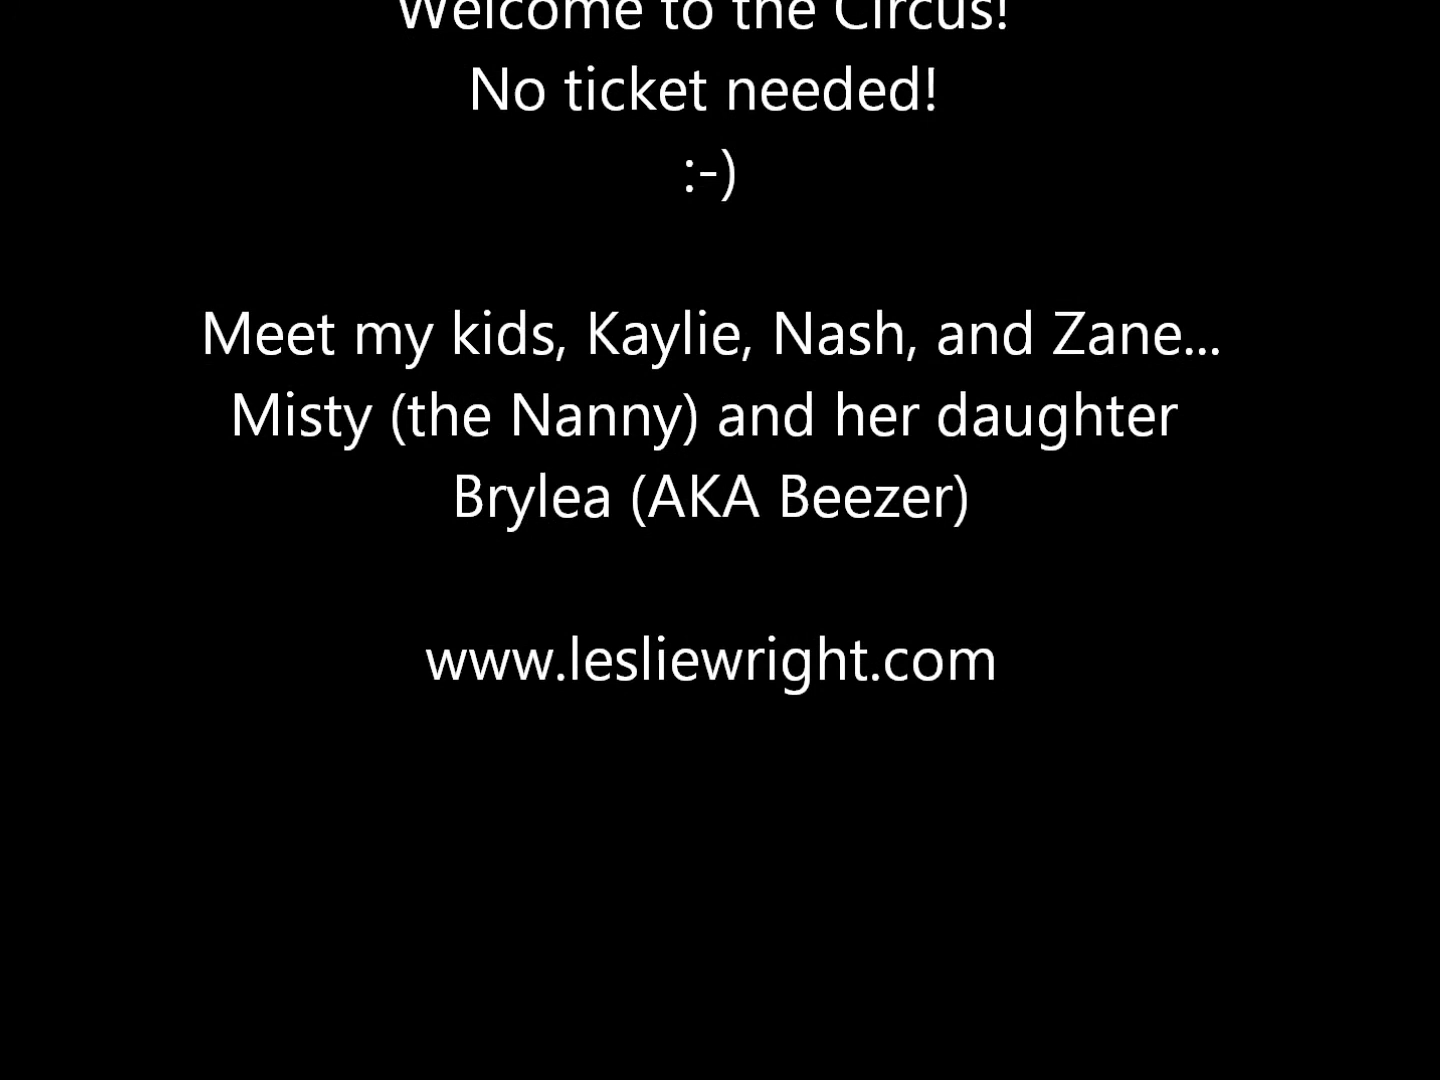 Welcome to the Circus!
No ticket needed!
:-)
Meet my kids, Kaylie, Nash, and Zane...
Misty (the Nanny) and her daughter
Brylea (AKA Beezer)
www.lesliewright.com